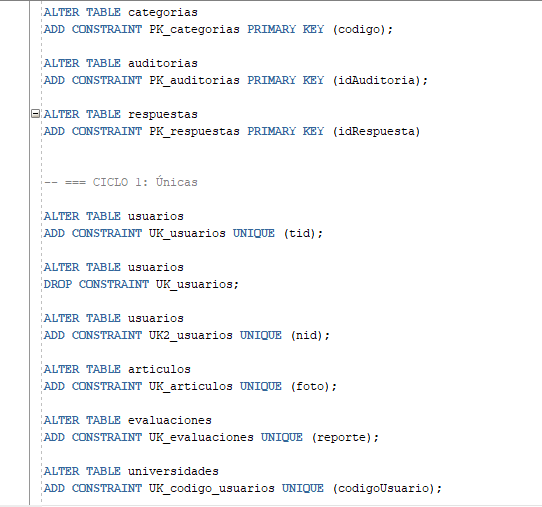 ALTER TABLE categorias
ADD CONSTRAINT PK_categorias PRIMARY KEY (codigo);
ALTER TABLE auditorias
ADD CONSTRAINT PK_auditorias PRIMARY KEY (idAuditoria);
ALTER TABLE respuestas
ADD CONSTRAINT PK_respuestas PRIMARY KEY (idRespuesta)
-- === CICLO 1: Únicas
ALTER TABLE usuarios
ADD CONSTRAINT UK_usuarios UNIQUE (tid);
ALTER TABLE usuarios
DROP CONSTRAINT UK_usuarios;
ALTER TABLE usuarios
ADD CONSTRAINT UK2_usuarios UNIQUE (nid);
ALTER TABLE articulos
ADD CONSTRAINT UK_articulos UNIQUE (foto);
ALTER TABLE evaluaciones
ADD CONSTRAINT UK_evaluaciones UNIQUE (reporte);
ALTER TABLE universidades
ADD CONSTRAINT UK_codigo_usuarios UNIQUE (codigoUsuario);